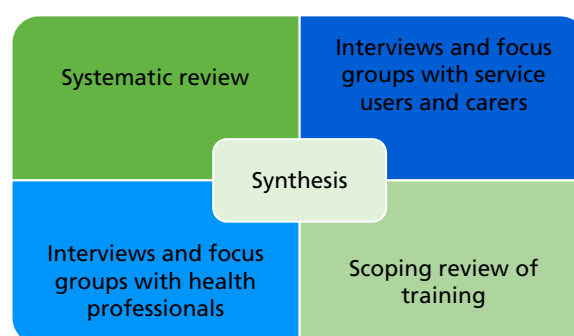 Systematic review
Interviews and focus
groups with service
users and carers
Synthesis
Interviews and focus
groups with health
professionals
Scoping review of
training